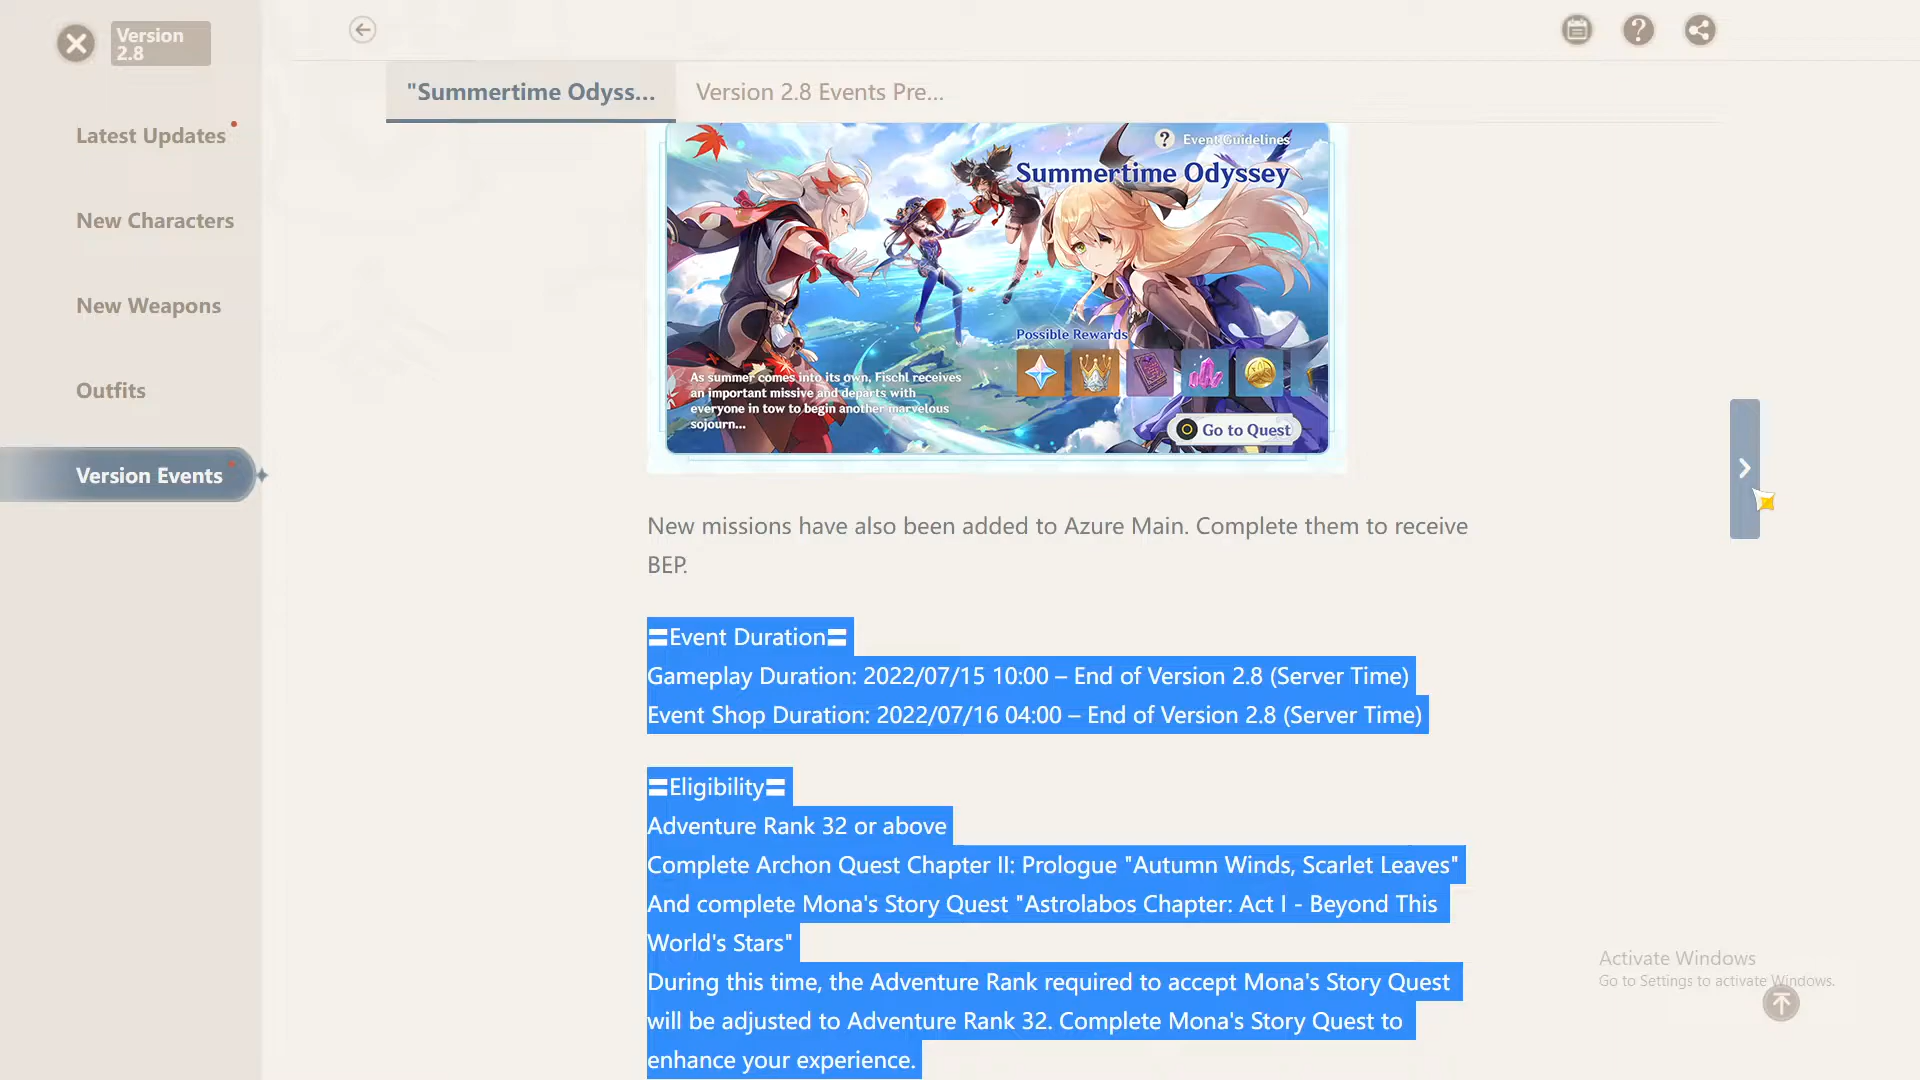 Version
2.8
"Summertime Odyss...
Version 2.8 Events Pre...
Latest Updates
New Characters
New Weapons
Outfits
Version Events
? Event Guidelines
Summertime Odyssey
Possible Rewards
As summer comes into its own, Fischl receives
an important missive and departs with
everyone in tow to begin another marvelous
sojourn...
Go to Quest
New missions have also been added to Azure Main. Complete them to receive
BEP.
〓Event Duration〓
Gameplay Duration: 2022/07/15 10:00 – End of Version 2.8 (Server Time)
Event Shop Duration: 2022/07/16 04:00 – End of Version 2.8 (Server Time)
〓Eligibility〓
Adventure Rank 32 or above
Complete Archon Quest Chapter II: Prologue "Autumn Winds, Scarlet Leaves"
And complete Mona's Story Quest "Astrolabos Chapter: Act I - Beyond This
World's Stars"
During this time, the Adventure Rank required to accept Mona's Story Quest
will be adjusted to Adventure Rank 32. Complete Mona's Story Quest to
enhance your experience.
Activate Windows
Go to Settings to activate Windows.